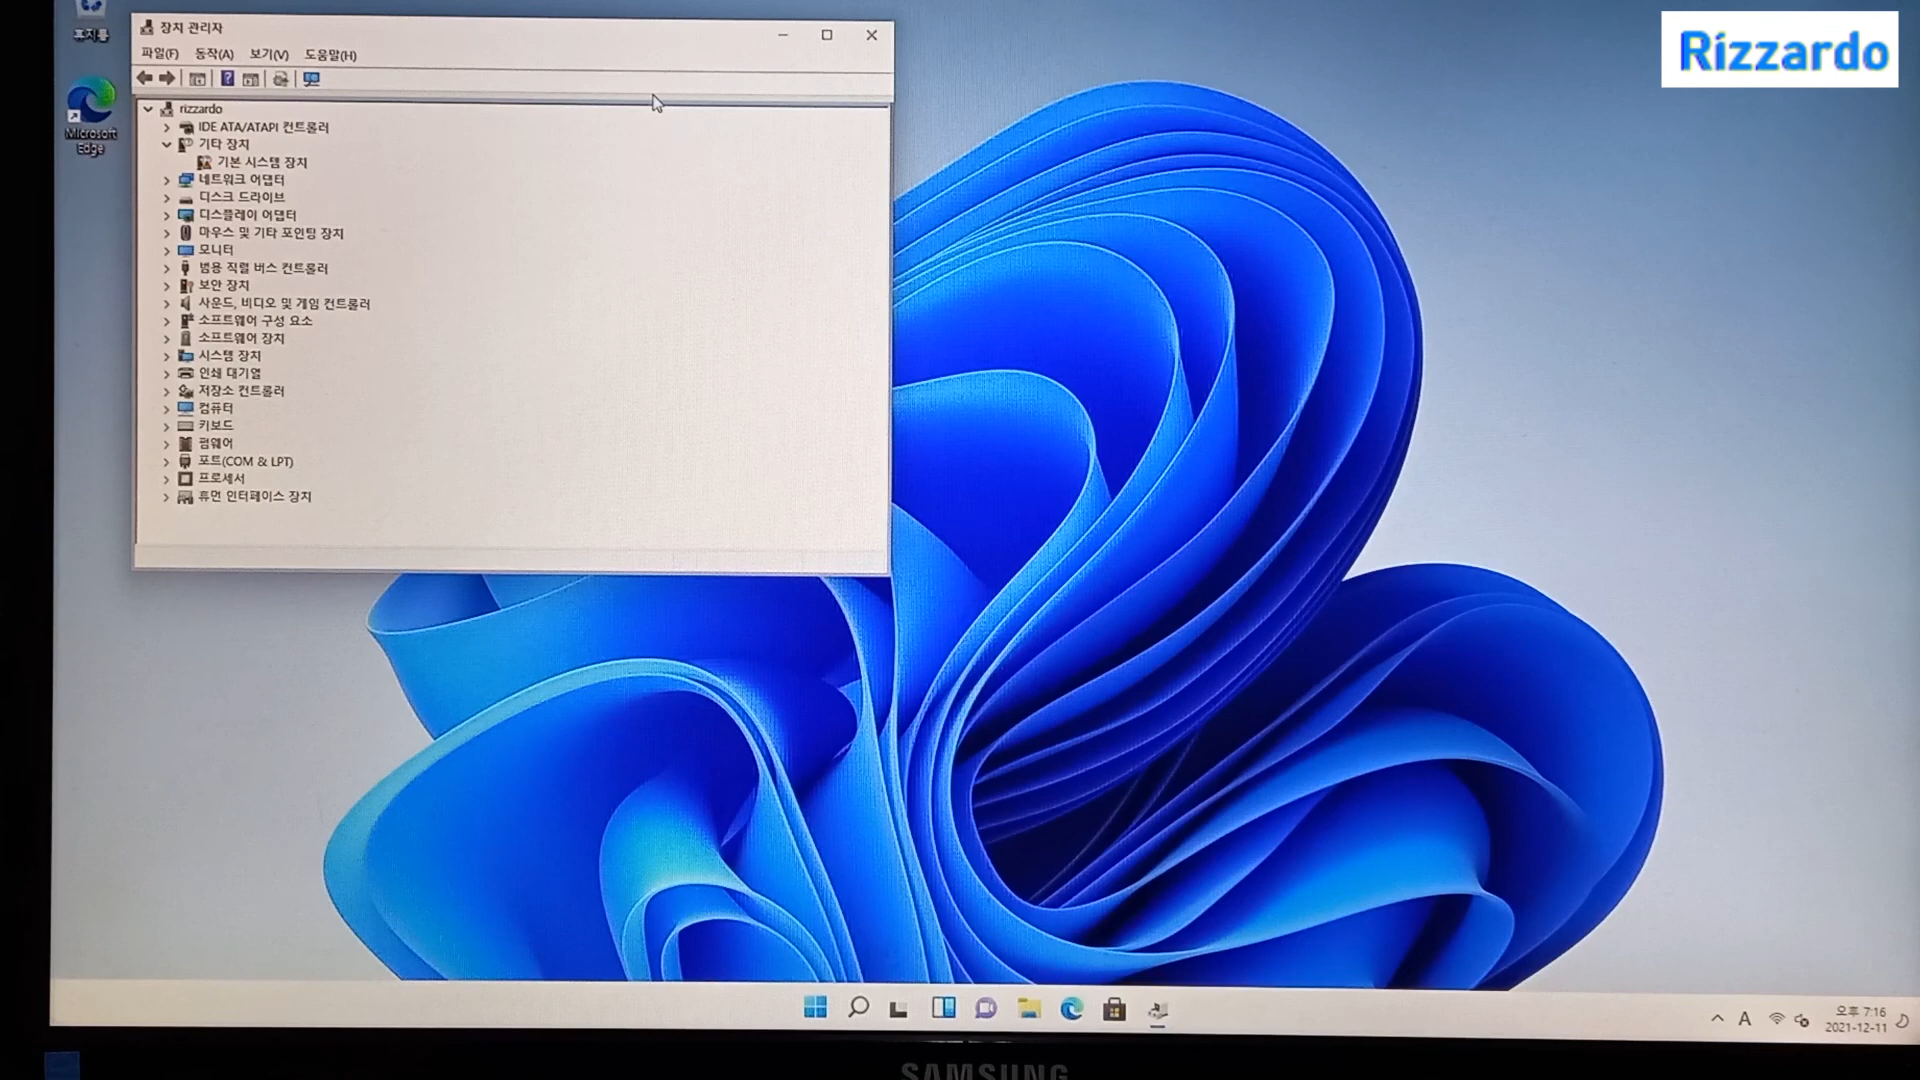 Rizzardo
휴지통
Microsoft
Edge
장치 관리자
파일(F) 동작(A) 보기(V) 도움말(H)
rizzardo
IDE ATA/ATAPI 컨트롤러
기타 장치
기본 시스템 장치
네트워크 어댑터
디스크 드라이브
디스플레이 어댑터
마우스 및 기타 포인팅 장치
모니터
범용 직렬 버스 컨트롤러
보안 장치
사운드, 비디오 및 게임 컨트롤러
소프트웨어 구성 요소
소프트웨어 장치
시스템 장치
인쇄 대기열
저장소 컨트롤러
컴퓨터
키보드
펌웨어
포트(COM & LPT)
프로세서
휴먼 인터페이스 장치
A
오후 7:16
2021-12-11
SAMSUNG